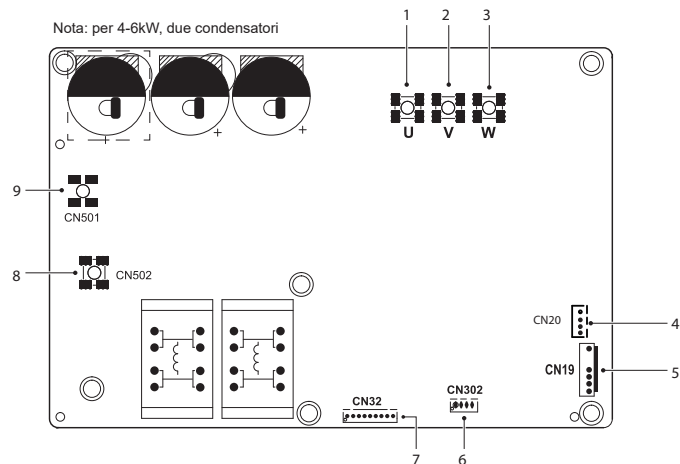 Nota: per 4-6kW, due condensatori
1 2 3
U V W
9
CN501
8 CN502
CN20 4
CN19 5
CN302
CN32
7 6